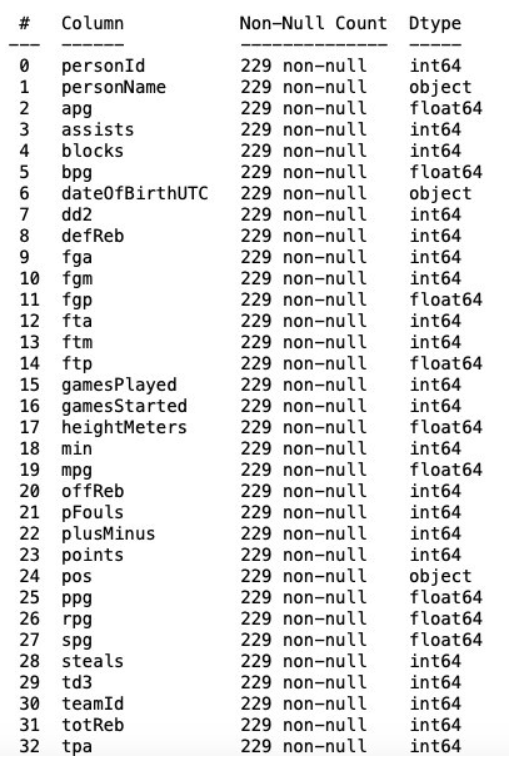 #   Column         Non-Null Count  Dtype
--- ------         --------------  -----
0   personId       229 non-null    int64
1   personName     229 non-null    object
2   apg            229 non-null    float64
3   assists        229 non-null    int64
4   blocks         229 non-null    int64
5   bpg            229 non-null    float64
6   dateOfBirthUTC 229 non-null    object
7   dd2            229 non-null    int64
8   defReb         229 non-null    int64
9   fga            229 non-null    int64
10  fgm            229 non-null    int64
11  fgp            229 non-null    float64
12  fta            229 non-null    int64
13  ftm            229 non-null    int64
14  ftp            229 non-null    float64
15  gamesPlayed    229 non-null    int64
16  gamesStarted   229 non-null    int64
17  heightMeters   229 non-null    float64
18  min            229 non-null    int64
19  mpg            229 non-null    float64
20  offReb         229 non-null    int64
21  pFouls         229 non-null    int64
22  plusMinus      229 non-null    int64
23  points         229 non-null    int64
24  pos            229 non-null    object
25  ppg            229 non-null    float64
26  rpg            229 non-null    float64
27  spg            229 non-null    float64
28  steals         229 non-null    int64
29  td3            229 non-null    int64
30  teamId         229 non-null    int64
31  totReb         229 non-null    int64
32  tpa            229 non-null    int64